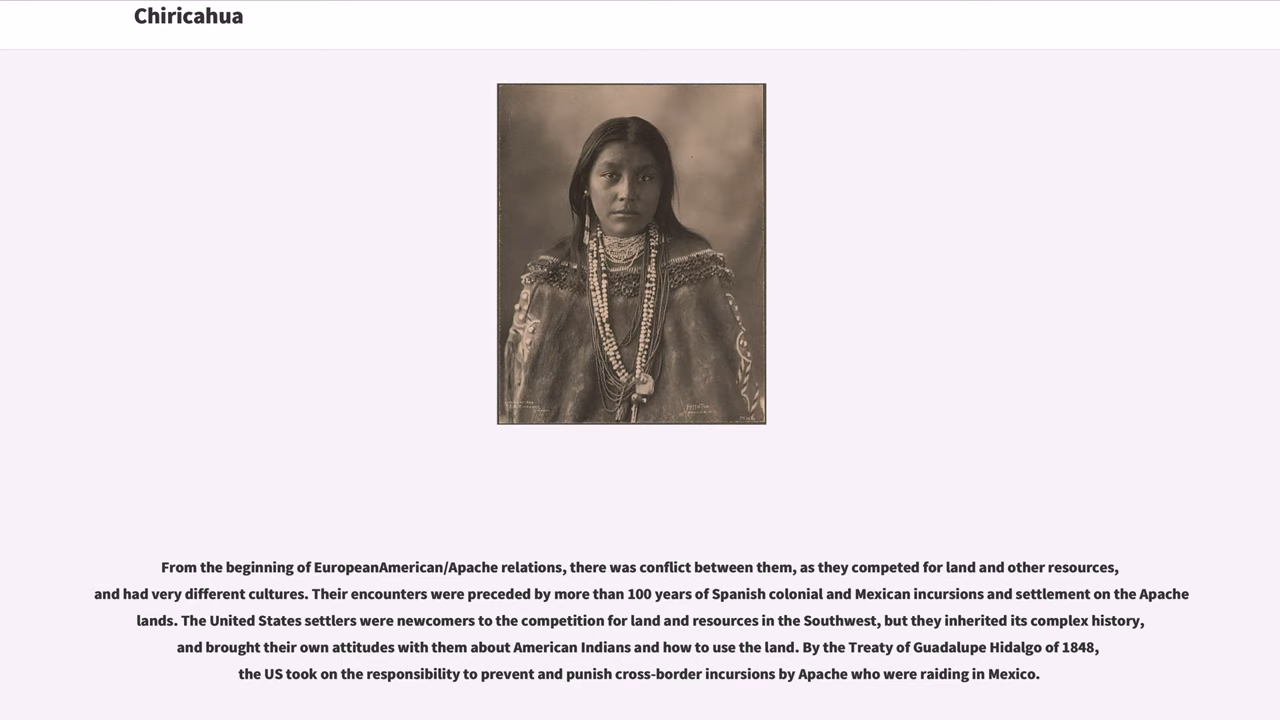 Chiricahua
From the beginning of EuropeanAmerican/Apache relations, there was conflict between them, as they competed for land and other resources,
and had very different cultures. Their encounters were preceded by more than 100 years of Spanish colonial and Mexican incursions and settlement on the Apache
lands. The United States settlers were newcomers to the competition for land and resources in the Southwest, but they inherited its complex history,
and brought their own attitudes with them about American Indians and how to use the land. By the Treaty of Guadalupe Hidalgo of 1848,
the US took on the responsibility to prevent and punish cross-border incursions by Apache who were raiding in Mexico.